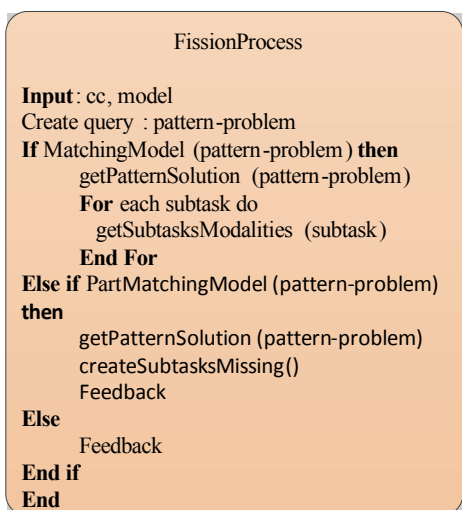 FissionProcess
Input: cc, model
Create query : pattern-problem
If MatchingModel (pattern-problem) then
getPatternSolution (pattern-problem)
For each subtask do
getSubtasksModalities (subtask)
End For
Else if PartMatchingModel (pattern-problem)
then
getPatternSolution (pattern-problem)
createSubtasksMissing()
Feedback
Else
Feedback
End if
End